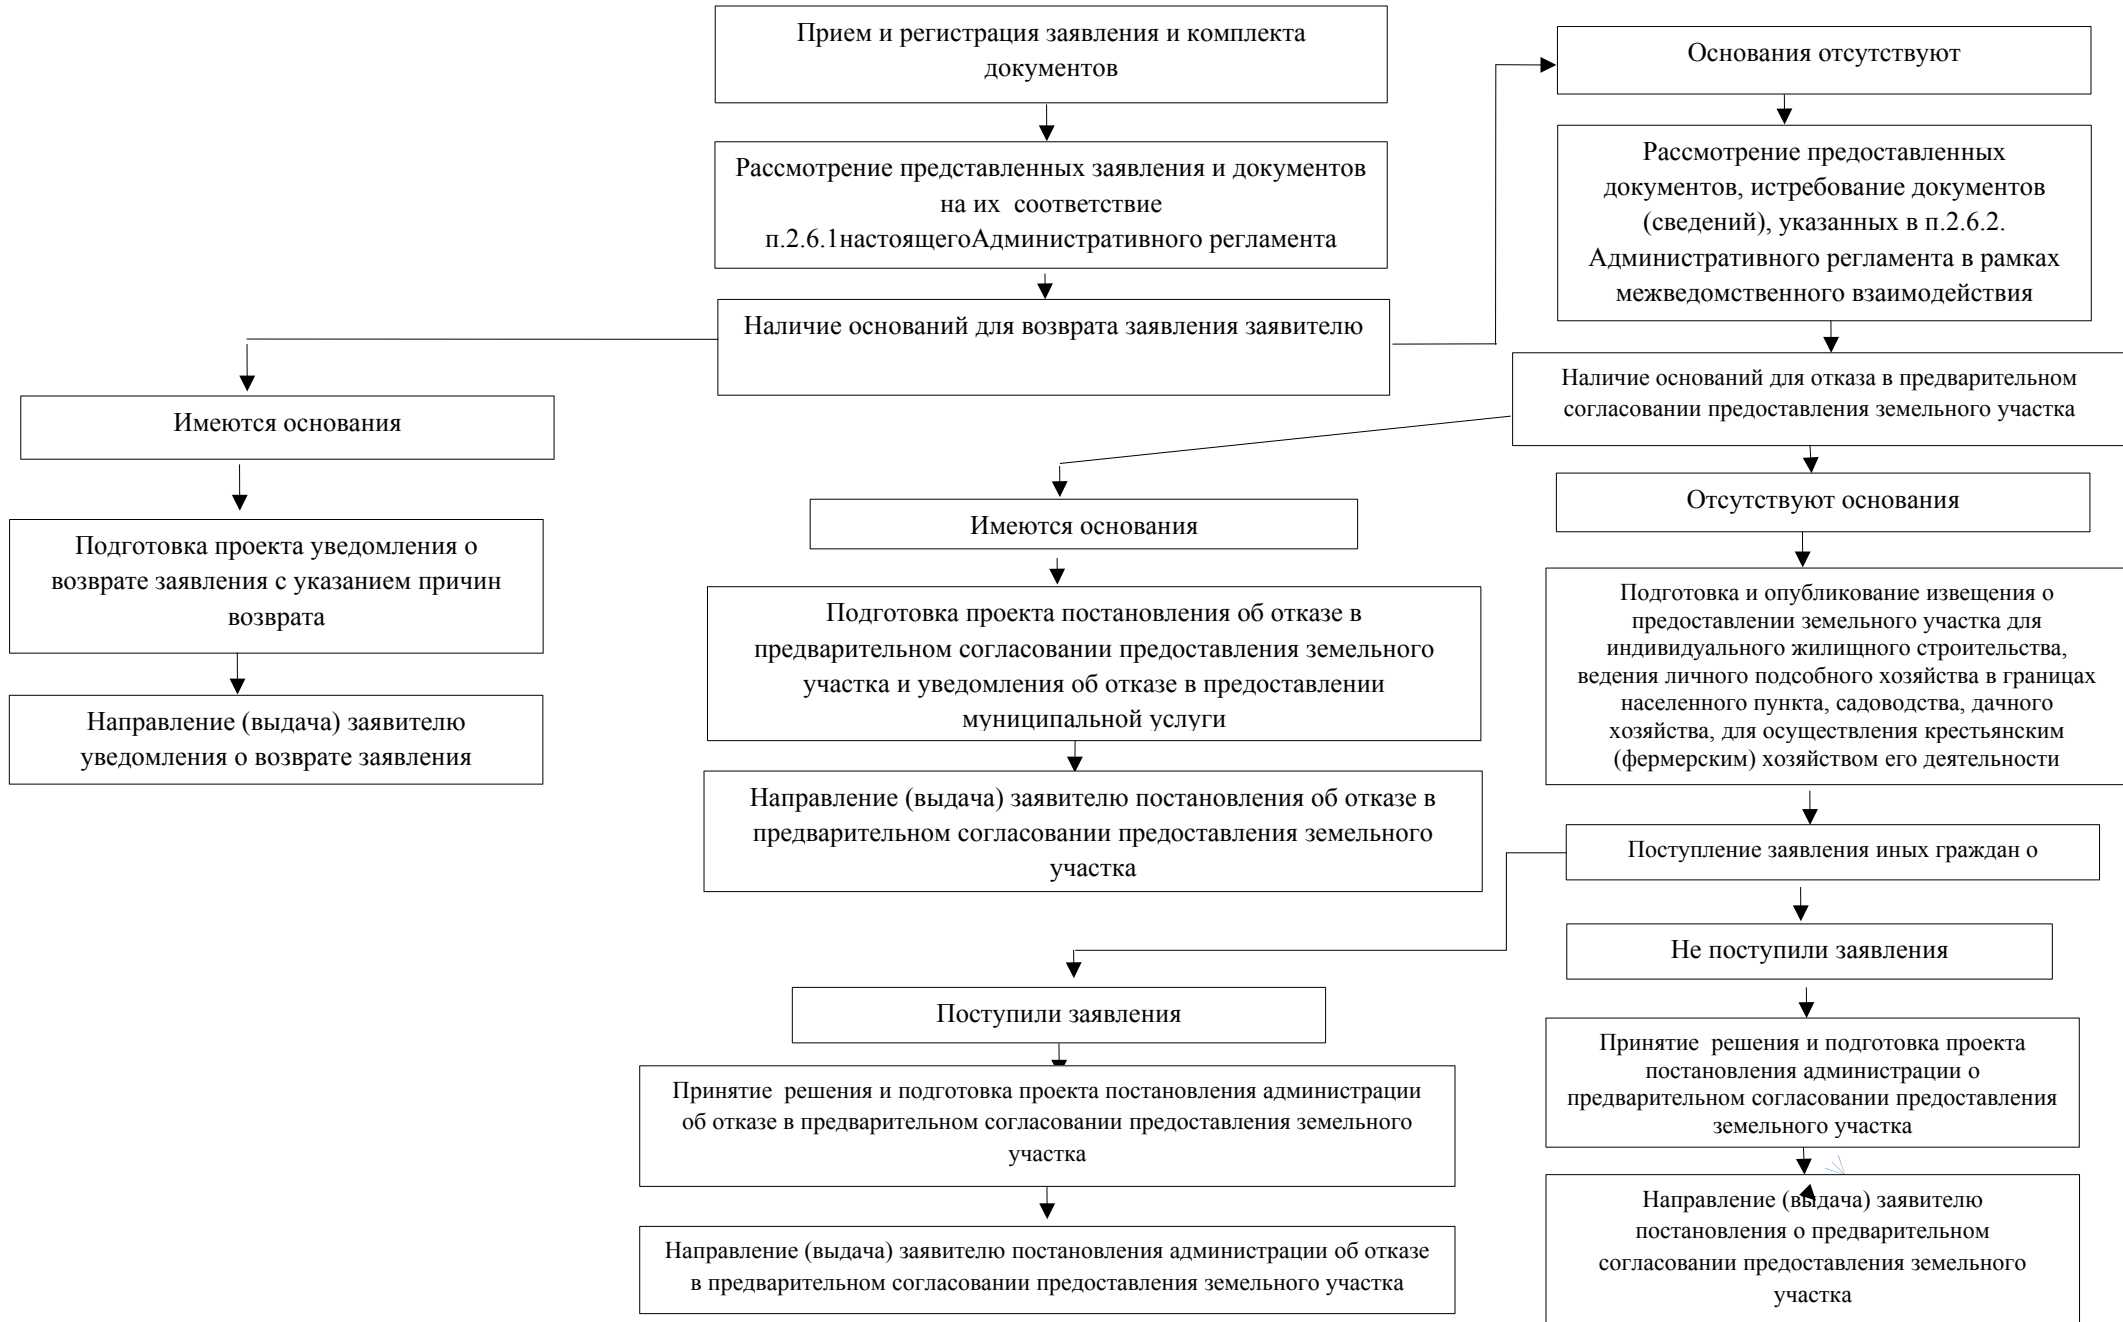 Прием и регистрация заявления и комплекта
документов
Рассмотрение представленных заявления и документов
на их соответствие
п.2.6.1настоящегоАдминистративного регламента
Наличие оснований для возврата заявления заявителю
Имеются основания
Подготовка проекта уведомления о
возврате заявления с указанием причин
возврата
Направление (выдача) заявителю
уведомления о возврате заявления
Основания отсутствуют
Рассмотрение предоставленных
документов, истребование документов
(сведений), указанных в п.2.6.2.
Административного регламента в рамках
межведомственного взаимодействия
Наличие оснований для отказа в предварительном
согласовании предоставления земельного участка
Имеются основания
Подготовка проекта постановления об отказе в
предварительном согласовании предоставления земельного
участка и уведомления об отказе в предоставлении
муниципальной услуги
Направление (выдача) заявителю постановления об отказе в
предварительном согласовании предоставления земельного
участка
Отсутствуют основания
Подготовка и опубликование извещения о
предоставлении земельного участка для
индивидуального жилищного строительства,
ведения личного подсобного хозяйства в границах
населенного пункта, садоводства, дачного
хозяйства, для осуществления крестьянским
(фермерским) хозяйством его деятельности
Поступление заявления иных граждан о
Поступили заявления
Принятие решения и подготовка проекта постановления администрации
об отказе в предварительном согласовании предоставления земельного
участка
Направление (выдача) заявителю постановления администрации об отказе
в предварительном согласовании предоставления земельного участка
Не поступили заявления
Принятие решения и подготовка проекта
постановления администрации о
предварительном согласовании предоставления
земельного участка
Направление (выдача) заявителю
постановления о предварительном
согласовании предоставления земельного
участка